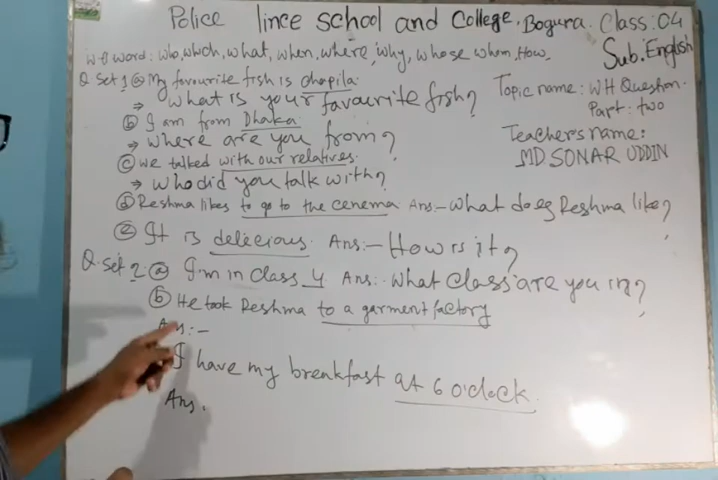 Police lince school and College, Bogura. Class: 04
Sub. English
W-H word: Who, which, what, when, where, why, whose whom, How.
Topic name: WH Question.
Part: two
Teachers name:
MD SONAR UDDIN
Q Set 1 @ My favourite fish is chapila.
⇒ What is your favourite fish?
ⓑ I am from Dhaka.
⇒ where are you from?
ⓒ we talked with our relatives.
⇒ who did you talk with?
ⓓ Reshma likes to go to the cenema Ans:- what does Reshma like?
ⓔ It is delicious. Ans:- How is it?
Q. Set 2 @ I'm in class 4 Ans:- what class are you in?
ⓑ He took Reshma to a garment factory
Ans:-
I have my breakfast at 6 o'clock.
Ans.